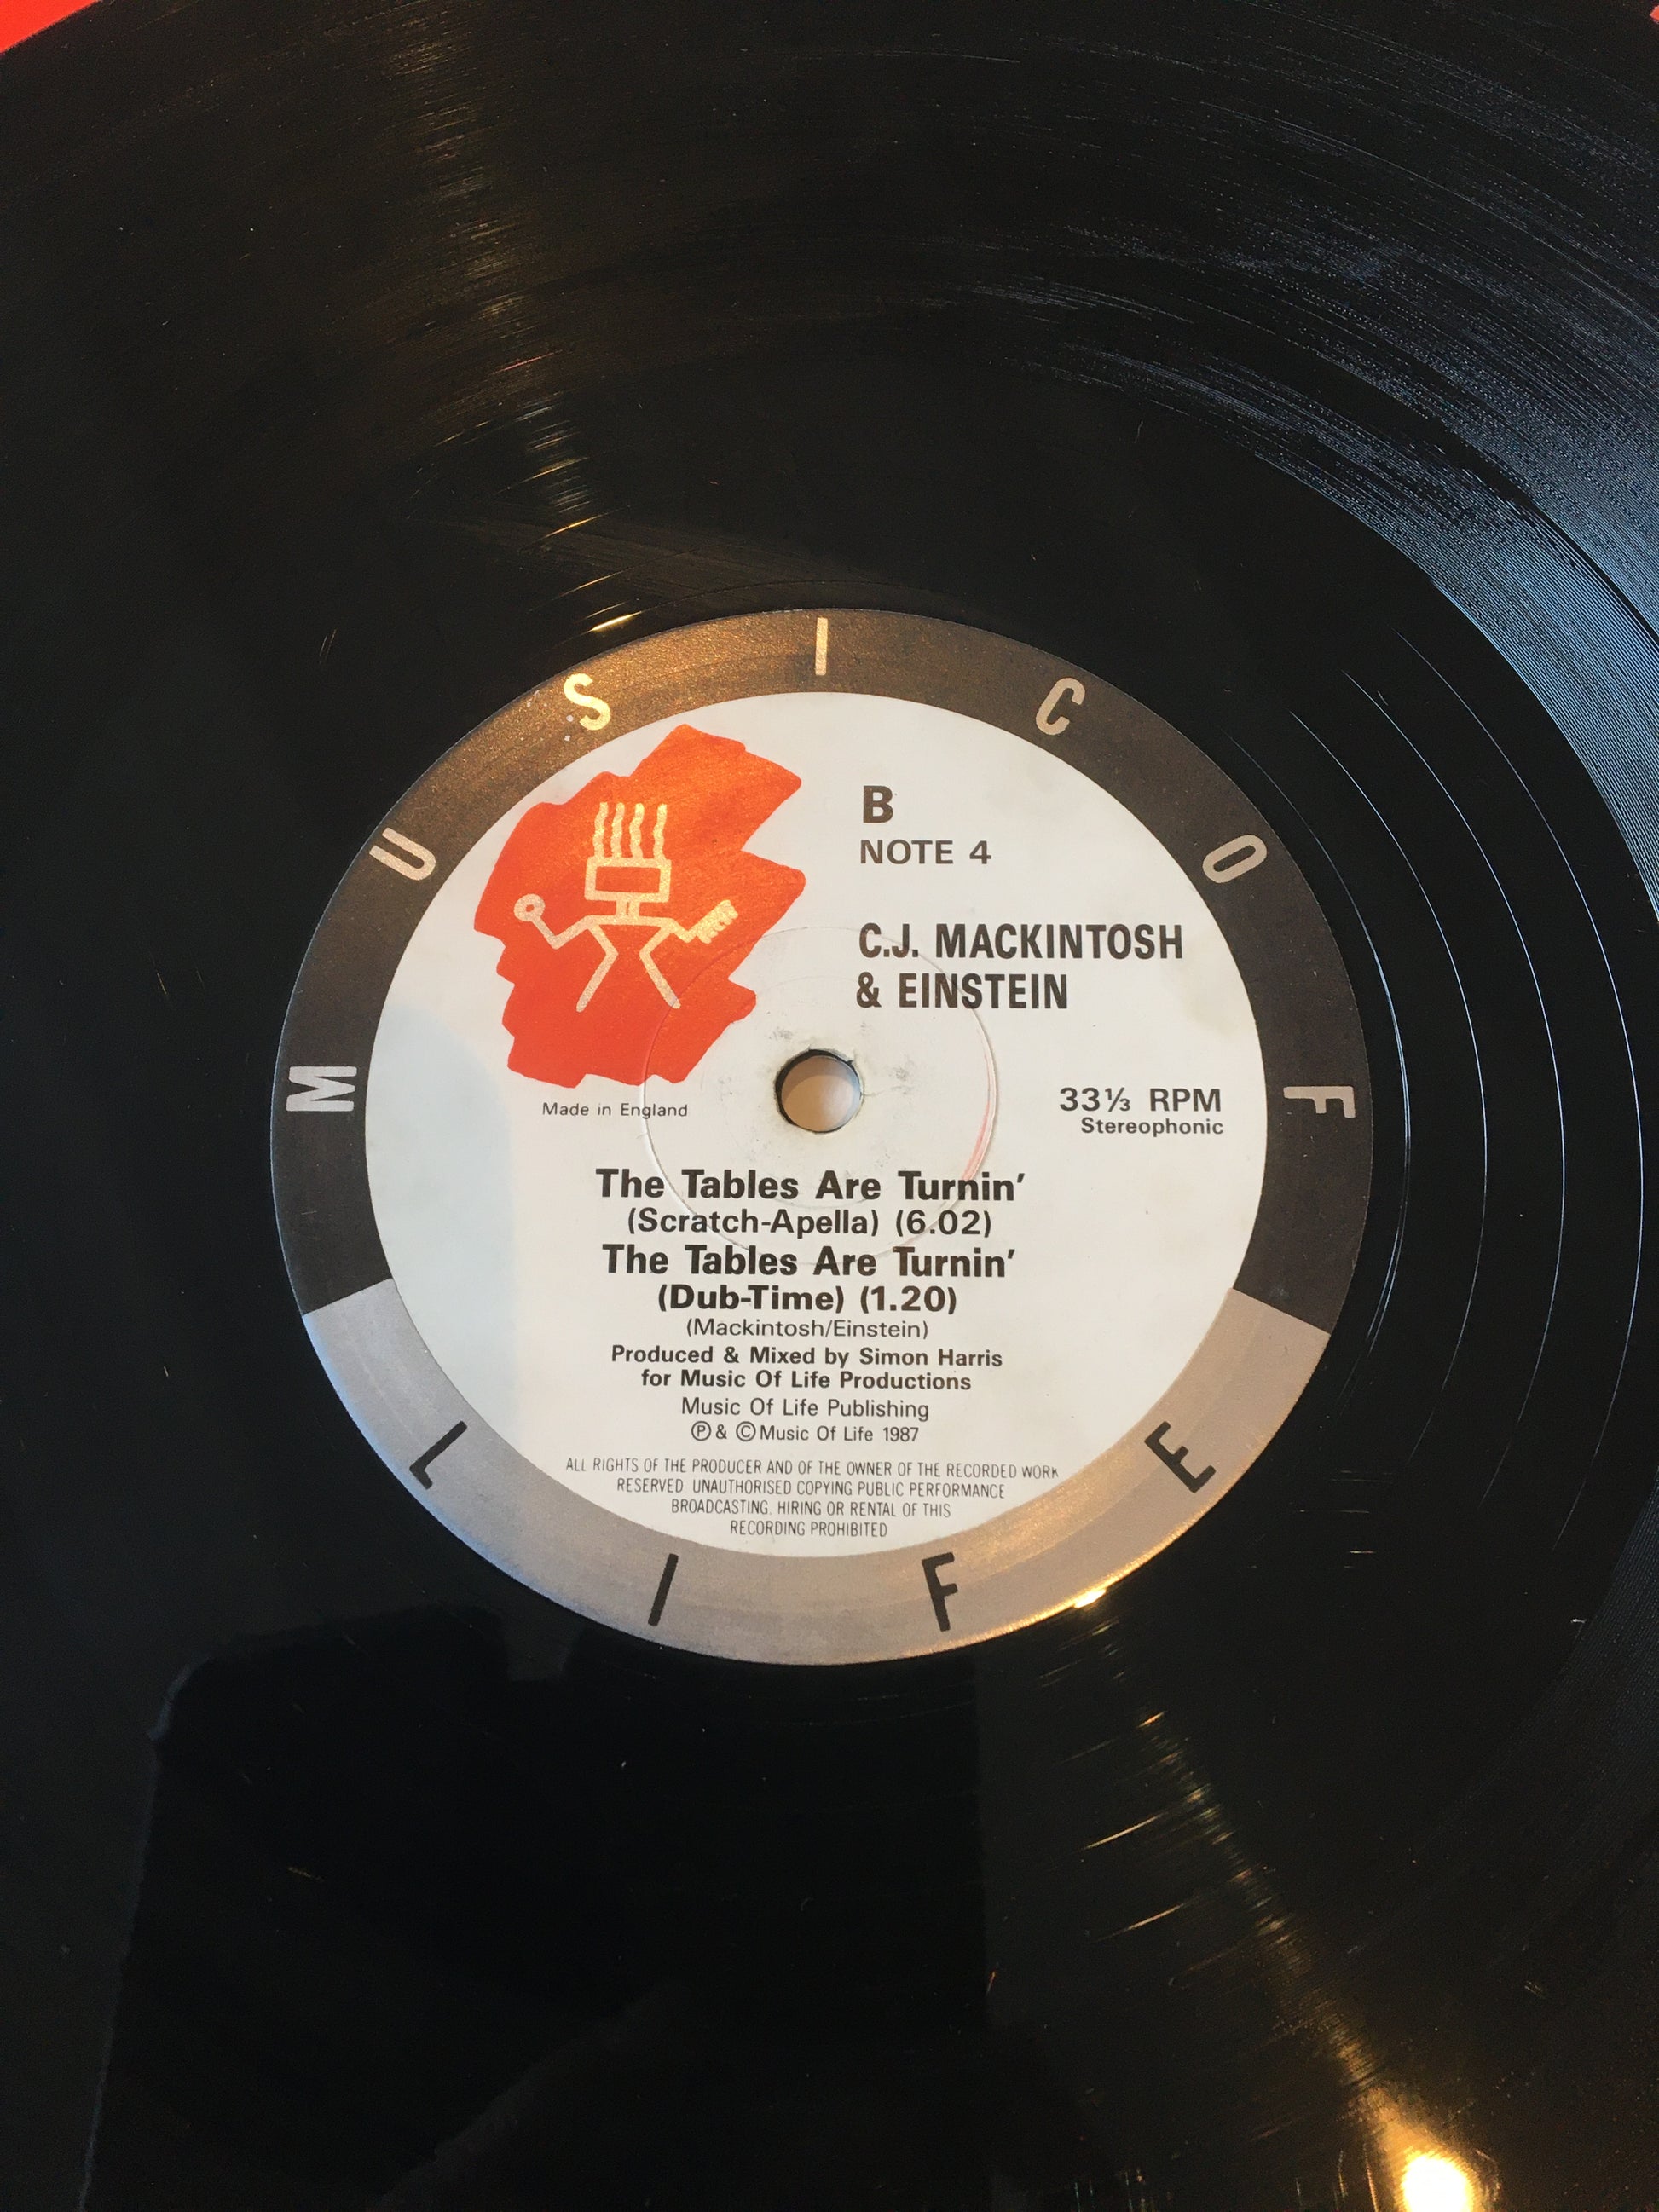 MUSIC OF
LIFE
B
NOTE 4
C.J. MACKINTOSH
& EINSTEIN
Made in England
33⅓ RPM
Stereophonic
The Tables Are Turnin'
(Scratch-Apella) (6.02)
The Tables Are Turnin'
(Dub-Time) (1.20)
(Mackintosh/Einstein)
Produced & Mixed by Simon Harris
for Music Of Life Productions
Music Of Life Publishing
Ⓟ & © Music Of Life 1987
ALL RIGHTS OF THE PRODUCER AND OF THE OWNER OF THE RECORDED WORK
RESERVED UNAUTHORISED COPYING PUBLIC PERFORMANCE
BROADCASTING. HIRING OR RENTAL OF THIS
RECORDING PROHIBITED